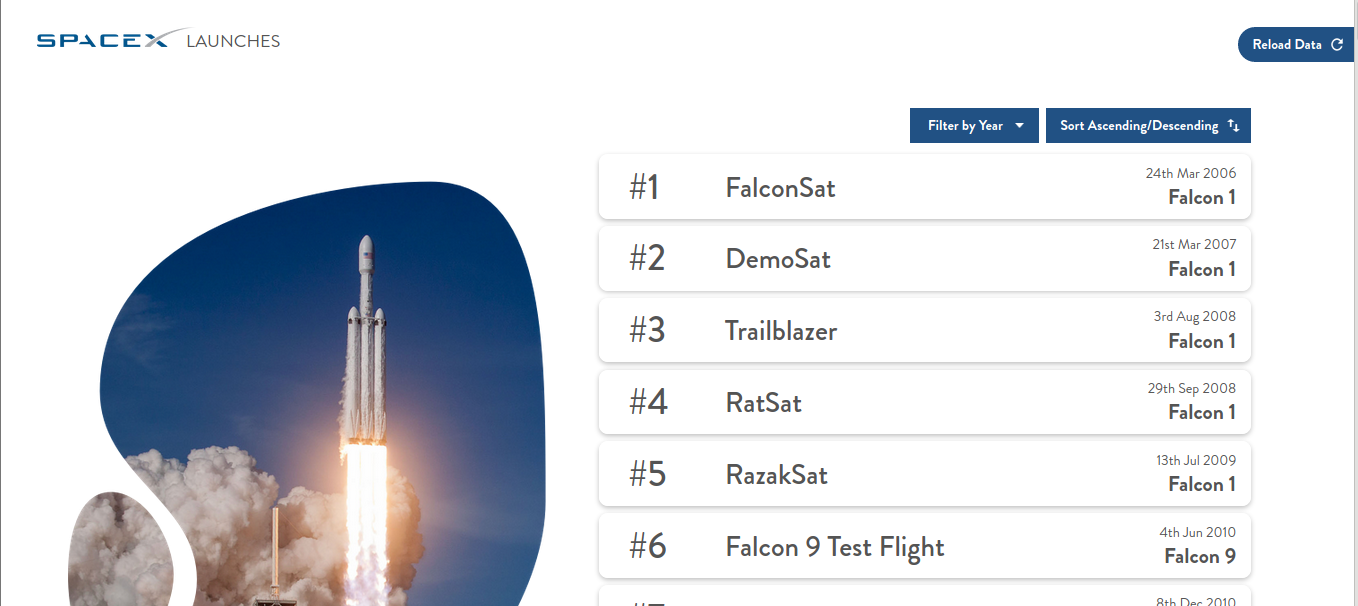 SPACEX LAUNCHES
Reload Data
Filter by Year
Sort Ascending/Descending
#1 FalconSat 24th Mar 2006
Falcon 1
#2 DemoSat 21st Mar 2007
Falcon 1
#3 Trailblazer 3rd Aug 2008
Falcon 1
#4 RatSat 29th Sep 2008
Falcon 1
#5 RazakSat 13th Jul 2009
Falcon 1
#6 Falcon 9 Test Flight 4th Jun 2010
Falcon 9
8th Dec 2010